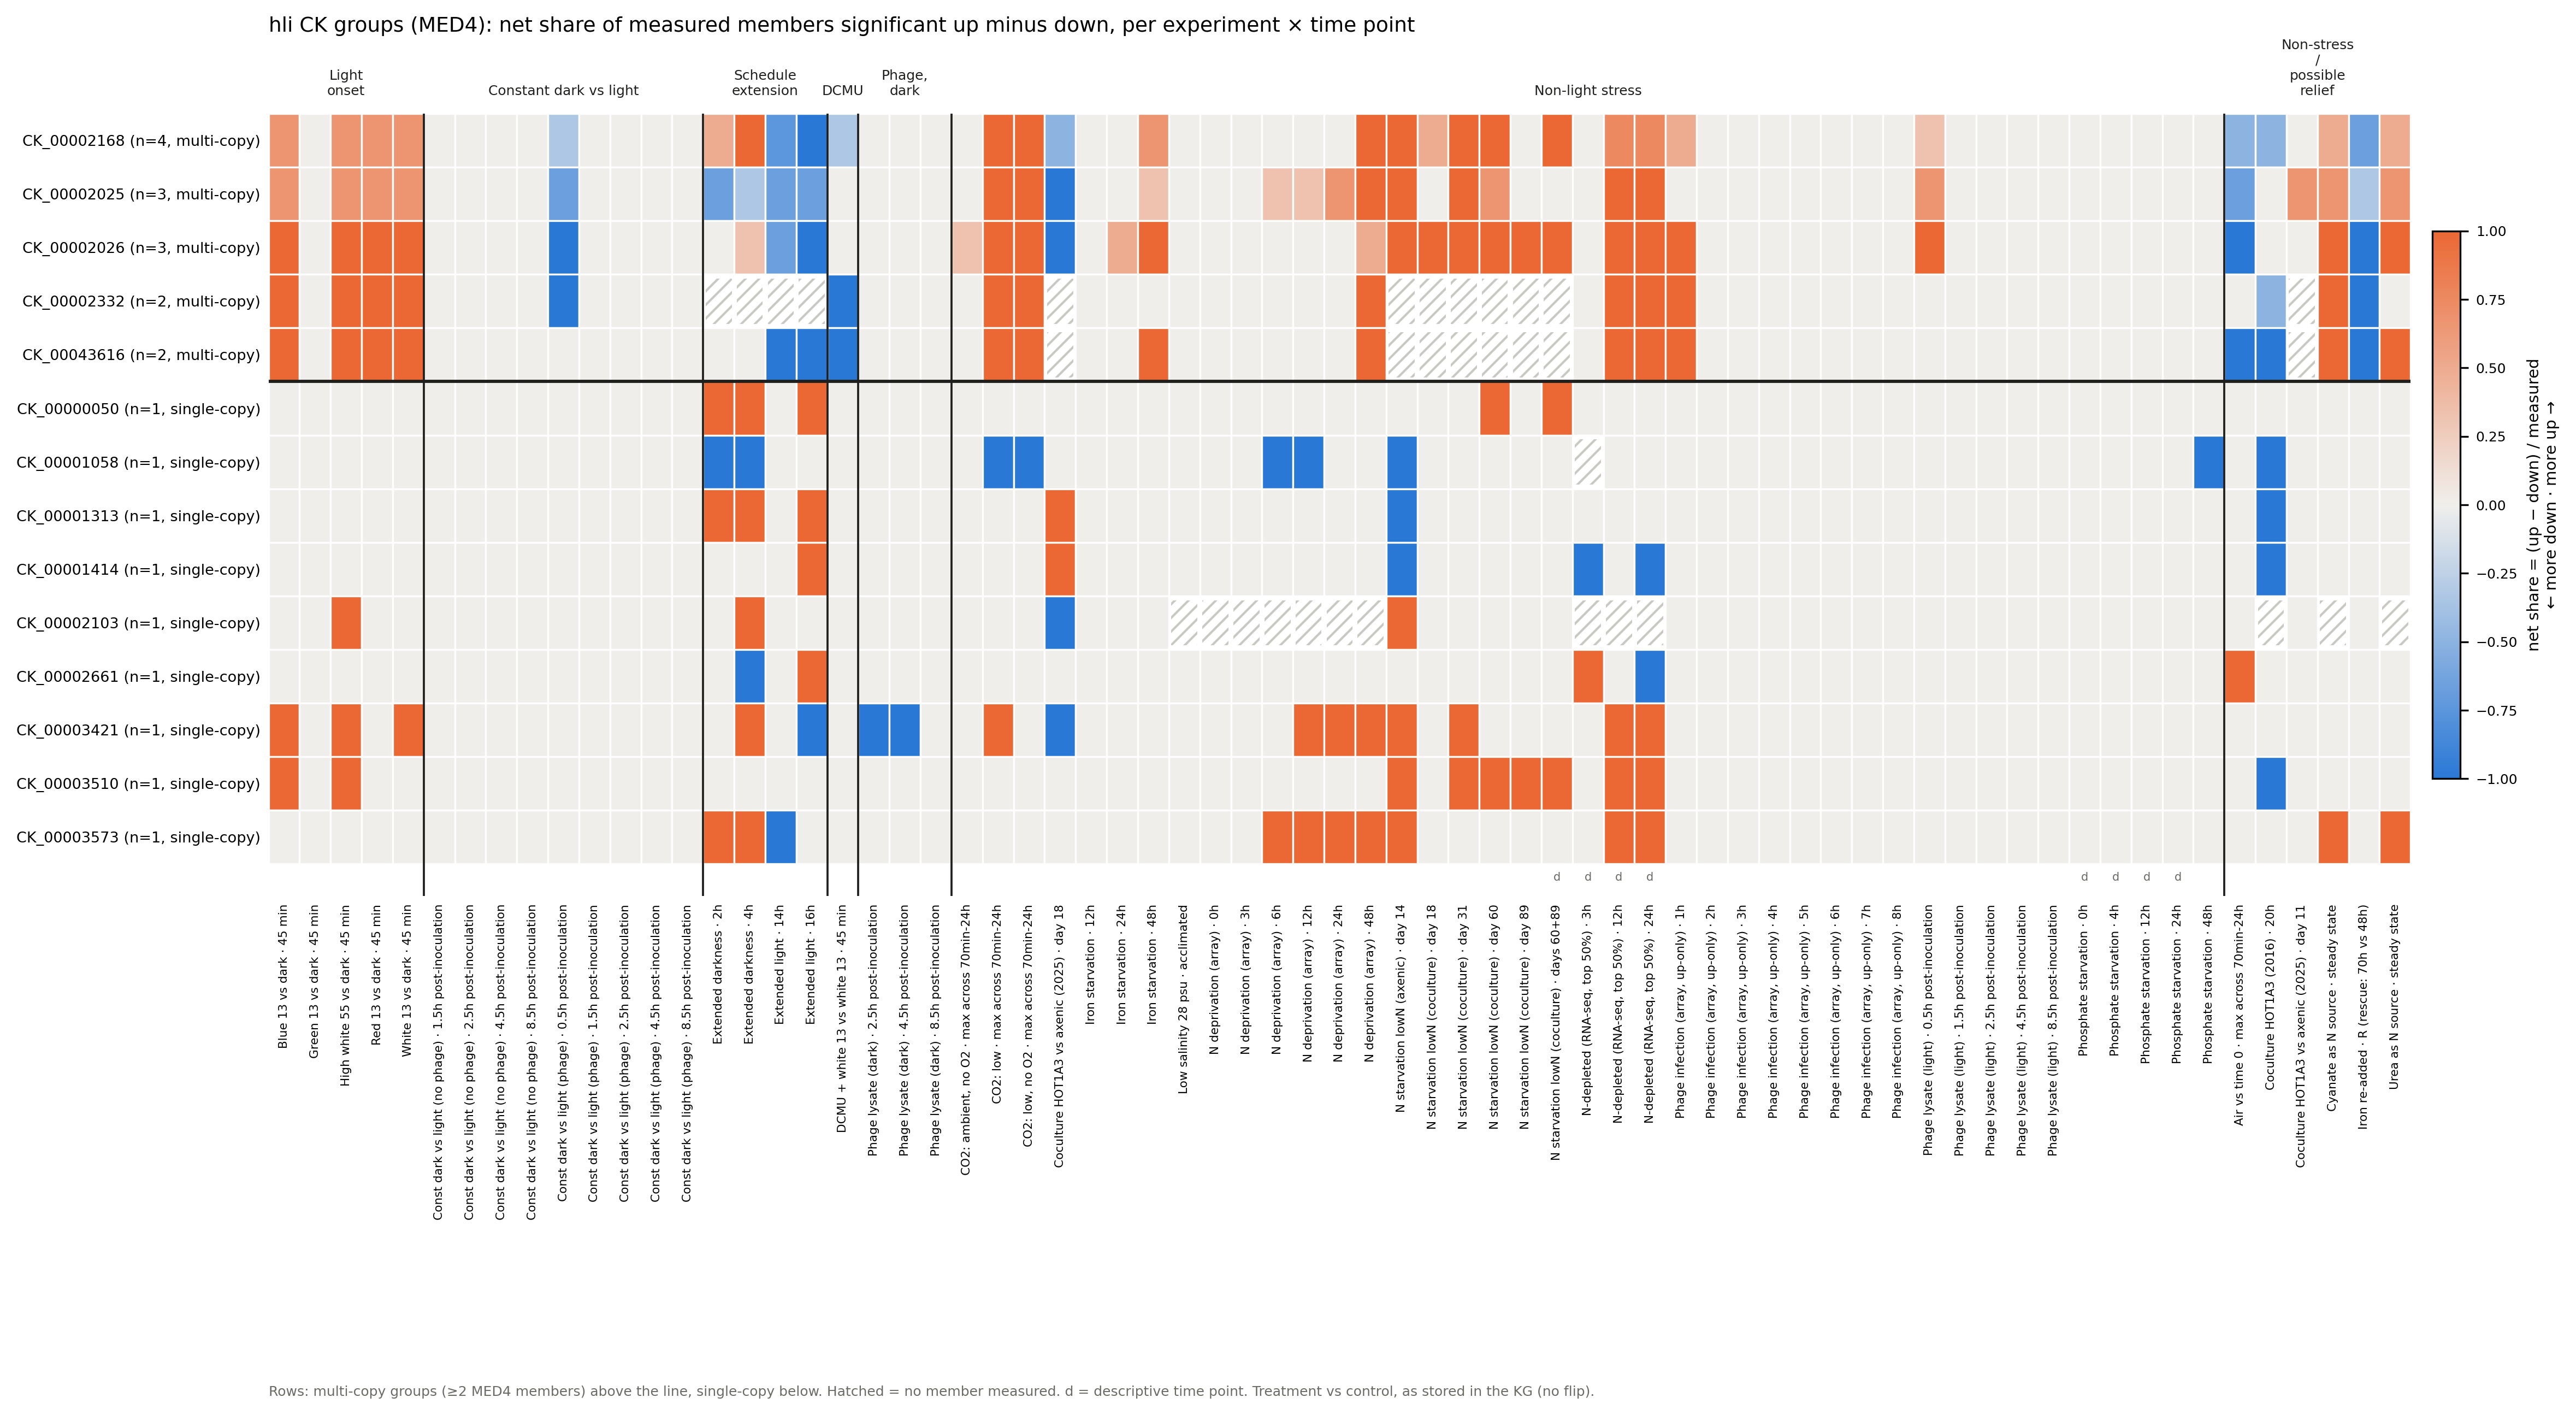 hli CK groups (MED4): net share of measured members significant up minus down, per experiment × time point
Light
onset
Constant dark vs light
Schedule
extension
DCMU
Phage,
dark
Non-light stress
Non-stress
/
possible
relief
CK_00002168 (n=4, multi-copy)
CK_00002025 (n=3, multi-copy)
CK_00002026 (n=3, multi-copy)
CK_00002332 (n=2, multi-copy)
CK_00043616 (n=2, multi-copy)
CK_00000050 (n=1, single-copy)
CK_00001058 (n=1, single-copy)
CK_00001313 (n=1, single-copy)
CK_00001414 (n=1, single-copy)
CK_00002103 (n=1, single-copy)
CK_00002661 (n=1, single-copy)
CK_00003421 (n=1, single-copy)
CK_00003510 (n=1, single-copy)
CK_00003573 (n=1, single-copy)
d
d
d
d
d
d
d
d
Blue 13 vs dark · 45 min
Green 13 vs dark · 45 min
High white 55 vs dark · 45 min
Red 13 vs dark · 45 min
White 13 vs dark · 45 min
Const dark vs light (no phage) · 1.5h post-inoculation
Const dark vs light (no phage) · 2.5h post-inoculation
Const dark vs light (no phage) · 4.5h post-inoculation
Const dark vs light (no phage) · 8.5h post-inoculation
Const dark vs light (phage) · 0.5h post-inoculation
Const dark vs light (phage) · 1.5h post-inoculation
Const dark vs light (phage) · 2.5h post-inoculation
Const dark vs light (phage) · 4.5h post-inoculation
Const dark vs light (phage) · 8.5h post-inoculation
Extended darkness · 2h
Extended darkness · 4h
Extended light · 14h
Extended light · 16h
DCMU + white 13 vs white 13 · 45 min
Phage lysate (dark) · 2.5h post-inoculation
Phage lysate (dark) · 4.5h post-inoculation
Phage lysate (dark) · 8.5h post-inoculation
CO2: ambient, no O2 · max across 70min-24h
CO2: low · max across 70min-24h
CO2: low, no O2 · max across 70min-24h
Coculture HOT1A3 vs axenic (2025) · day 18
Iron starvation · 12h
Iron starvation · 24h
Iron starvation · 48h
Low salinity 28 psu · acclimated
N deprivation (array) · 0h
N deprivation (array) · 3h
N deprivation (array) · 6h
N deprivation (array) · 12h
N deprivation (array) · 24h
N deprivation (array) · 48h
N starvation lowN (axenic) · day 14
N starvation lowN (coculture) · day 18
N starvation lowN (coculture) · day 31
N starvation lowN (coculture) · day 60
N starvation lowN (coculture) · day 89
N starvation lowN (coculture) · days 60+89
N-depleted (RNA-seq, top 50%) · 3h
N-depleted (RNA-seq, top 50%) · 12h
N-depleted (RNA-seq, top 50%) · 24h
Phage infection (array, up-only) · 1h
Phage infection (array, up-only) · 2h
Phage infection (array, up-only) · 3h
Phage infection (array, up-only) · 4h
Phage infection (array, up-only) · 5h
Phage infection (array, up-only) · 6h
Phage infection (array, up-only) · 7h
Phage infection (array, up-only) · 8h
Phage lysate (light) · 0.5h post-inoculation
Phage lysate (light) · 1.5h post-inoculation
Phage lysate (light) · 2.5h post-inoculation
Phage lysate (light) · 4.5h post-inoculation
Phage lysate (light) · 8.5h post-inoculation
Phosphate starvation · 0h
Phosphate starvation · 4h
Phosphate starvation · 12h
Phosphate starvation · 24h
Phosphate starvation · 48h
Air vs time 0 · max across 70min-24h
Coculture HOT1A3 (2016) · 20h
Coculture HOT1A3 vs axenic (2025) · day 11
Cyanate as N source · steady state
Iron re-added · R (rescue: 70h vs 48h)
Urea as N source · steady state
1.00
0.75
0.50
0.25
0.00
−0.25
−0.50
−0.75
−1.00
net share = (up − down) / measured
← more down · more up →
Rows: multi-copy groups (≥2 MED4 members) above the line, single-copy below. Hatched = no member measured. d = descriptive time point. Treatment vs control, as stored in the KG (no flip).